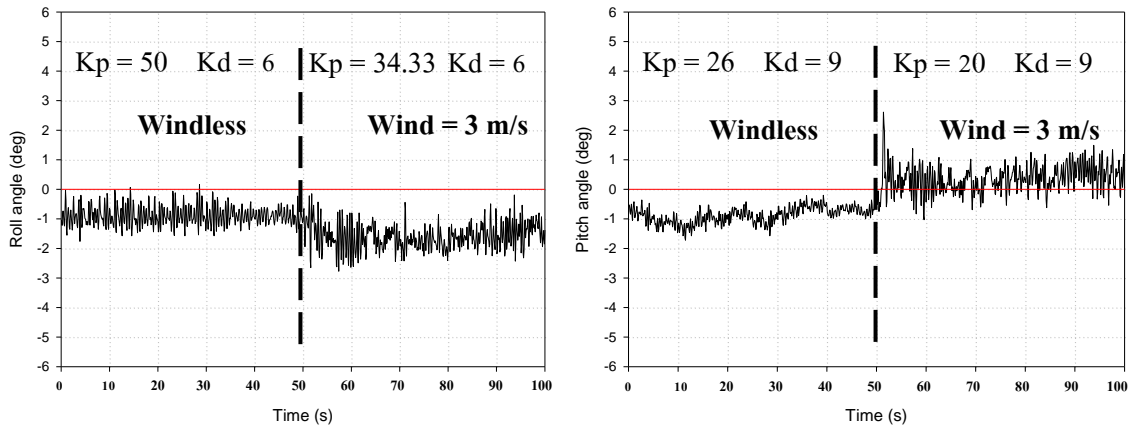 Kp = 50 Kd = 6 Kp = 34.33 Kd = 6
Windless Wind = 3 m/s
6
5
4
3
2
1
0
-1
-2
-3
-4
-5
-6
Roll angle (deg)
0 10 20 30 40 50 60 70 80 90 100
Time (s)
Kp = 26 Kd = 9 Kp = 20 Kd = 9
Windless Wind = 3 m/s
6
5
4
3
2
1
0
-1
-2
-3
-4
-5
-6
Pitch angle (deg)
0 10 20 30 40 50 60 70 80 90 100
Time (s)